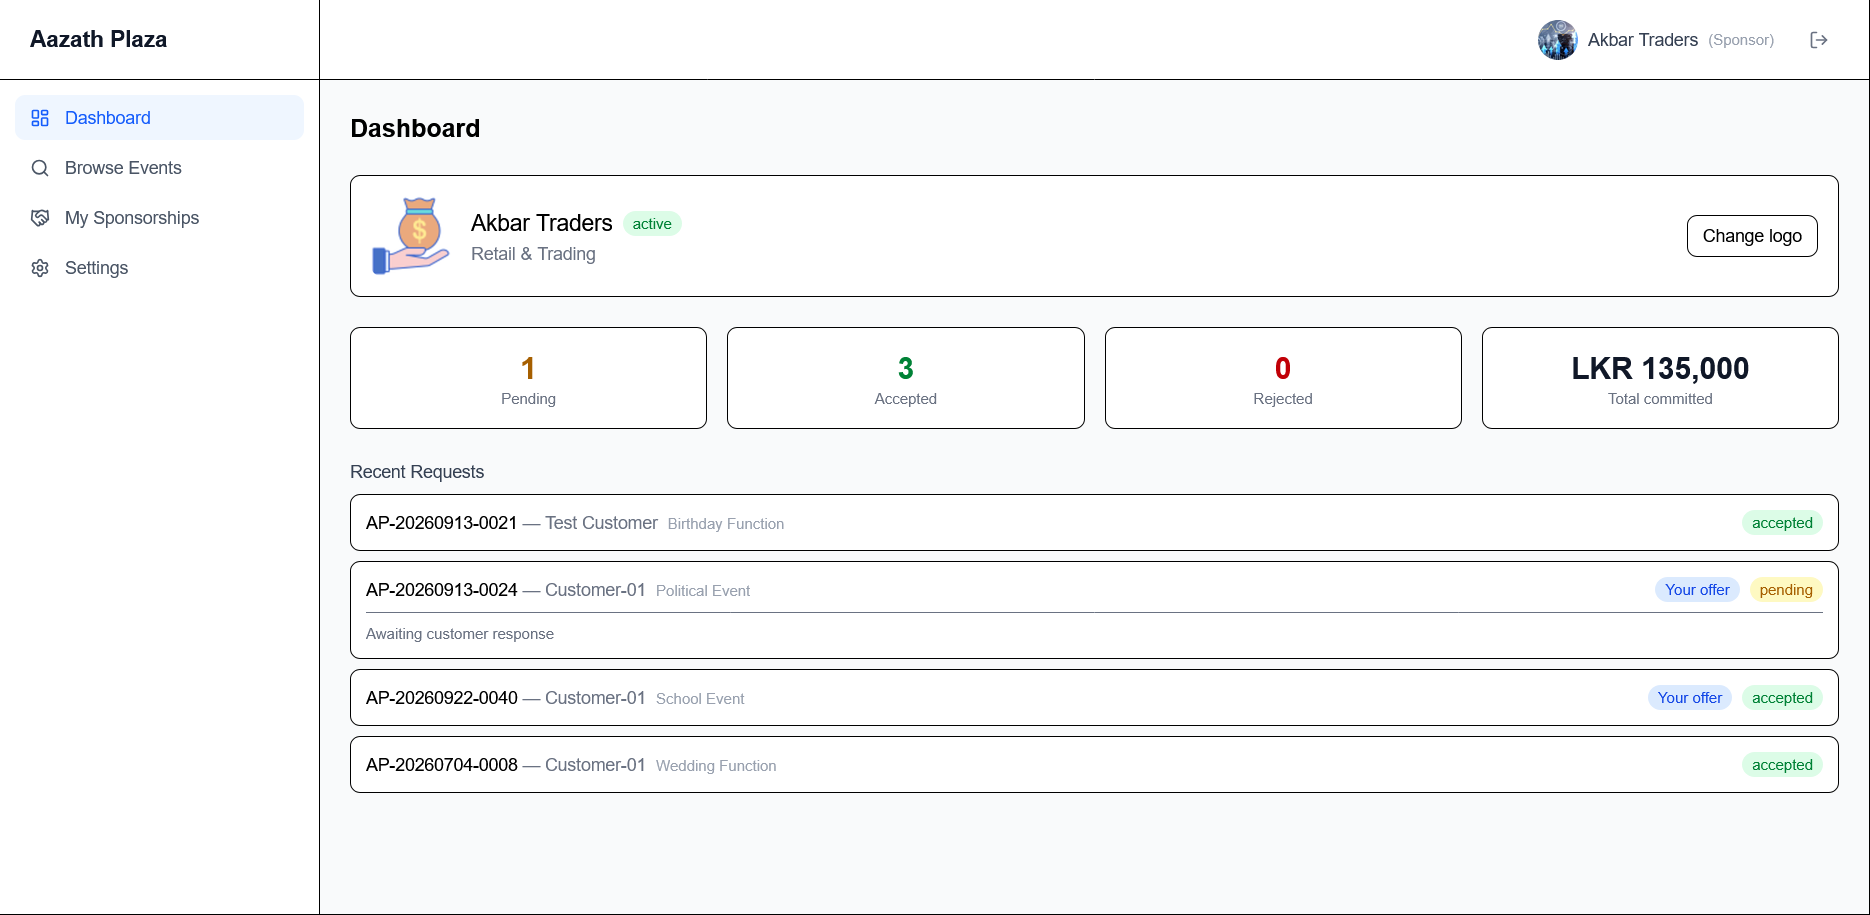 Aazath Plaza
Akbar Traders (Sponsor)
Dashboard
Browse Events
My Sponsorships
Settings
Dashboard
$
Akbar Traders active
Retail & Trading
Change logo
1
Pending
3
Accepted
0
Rejected
LKR 135,000
Total committed
Recent Requests
AP-20260913-0021 — Test Customer Birthday Function accepted
AP-20260913-0024 — Customer-01 Political Event Your offer pending
Awaiting customer response
AP-20260922-0040 — Customer-01 School Event Your offer accepted
AP-20260704-0008 — Customer-01 Wedding Function accepted